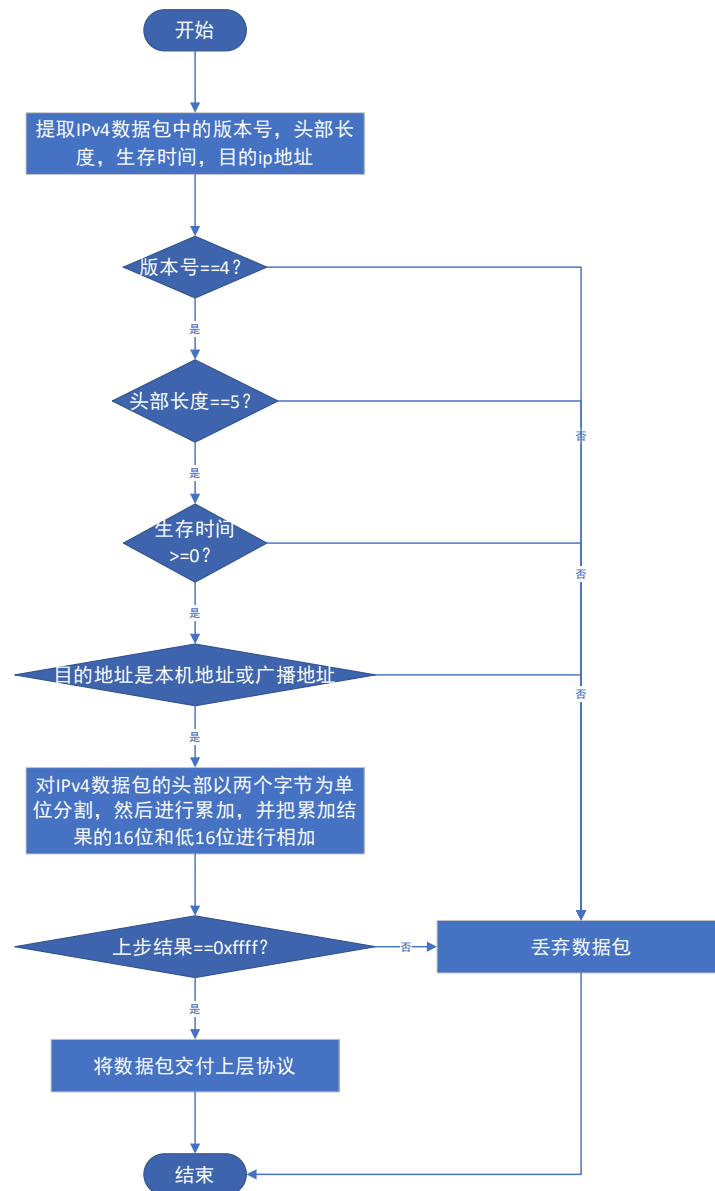 开始
提取IPv4数据包中的版本号，头部长
度，生存时间，目的ip地址
版本号==4？
是
头部长度==5？
否
是
生存时间
>=0？
否
是
目的地址是本机地址或广播地址
否
是
对IPv4数据包的头部以两个字节为单
位分割，然后进行累加，并把累加结
果的16位和低16位进行相加
上步结果==0xffff？
否
丢弃数据包
是
将数据包交付上层协议
结束